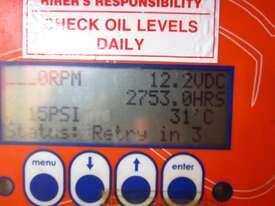 HIRER'S RESPONSIBILITY
CHECK OIL LEVELS
DAILY
0RPM 12.2VDC
2753.0HRS
15PSI 31°C
Status: Retry in 3
menu ↓ ↑ enter